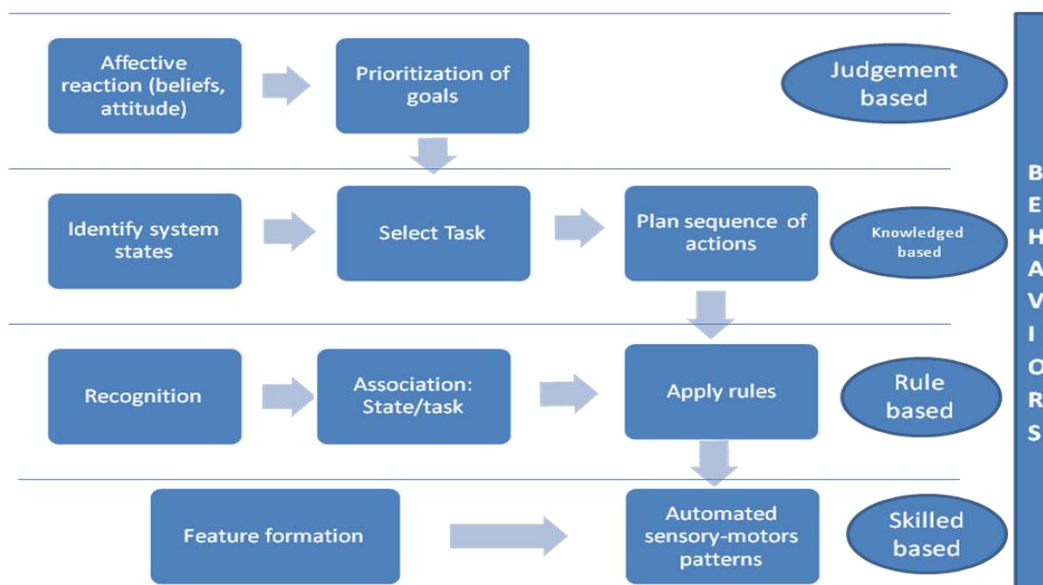 Affective
reaction (beliefs,
attitude)
Prioritization of
goals
Judgement
based
Identify system
states
Select Task
Plan sequence of
actions
Knowledged
based
Recognition
Association:
State/task
Apply rules
Rule
based
Feature formation
Automated
sensory-motors
patterns
Skilled
based
B
E
H
A
V
I
O
R
S